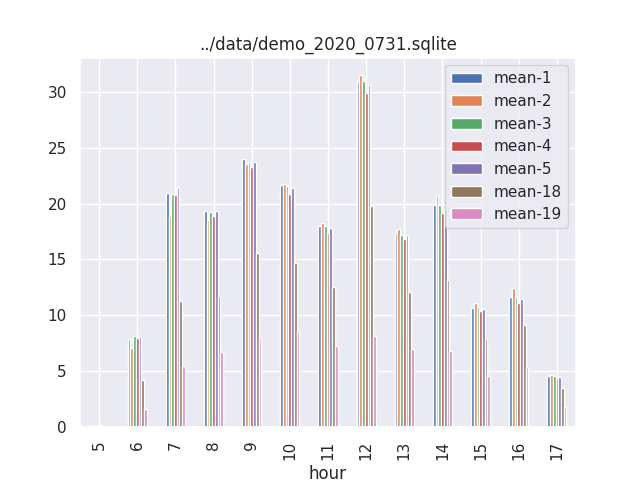 ../data/demo_2020_0731.sqlite
mean-1
mean-2
mean-3
mean-4
mean-5
mean-18
mean-19
30
25
20
15
10
5
0
5 6 7 8 9 10 11 12 13 14 15 16 17
hour